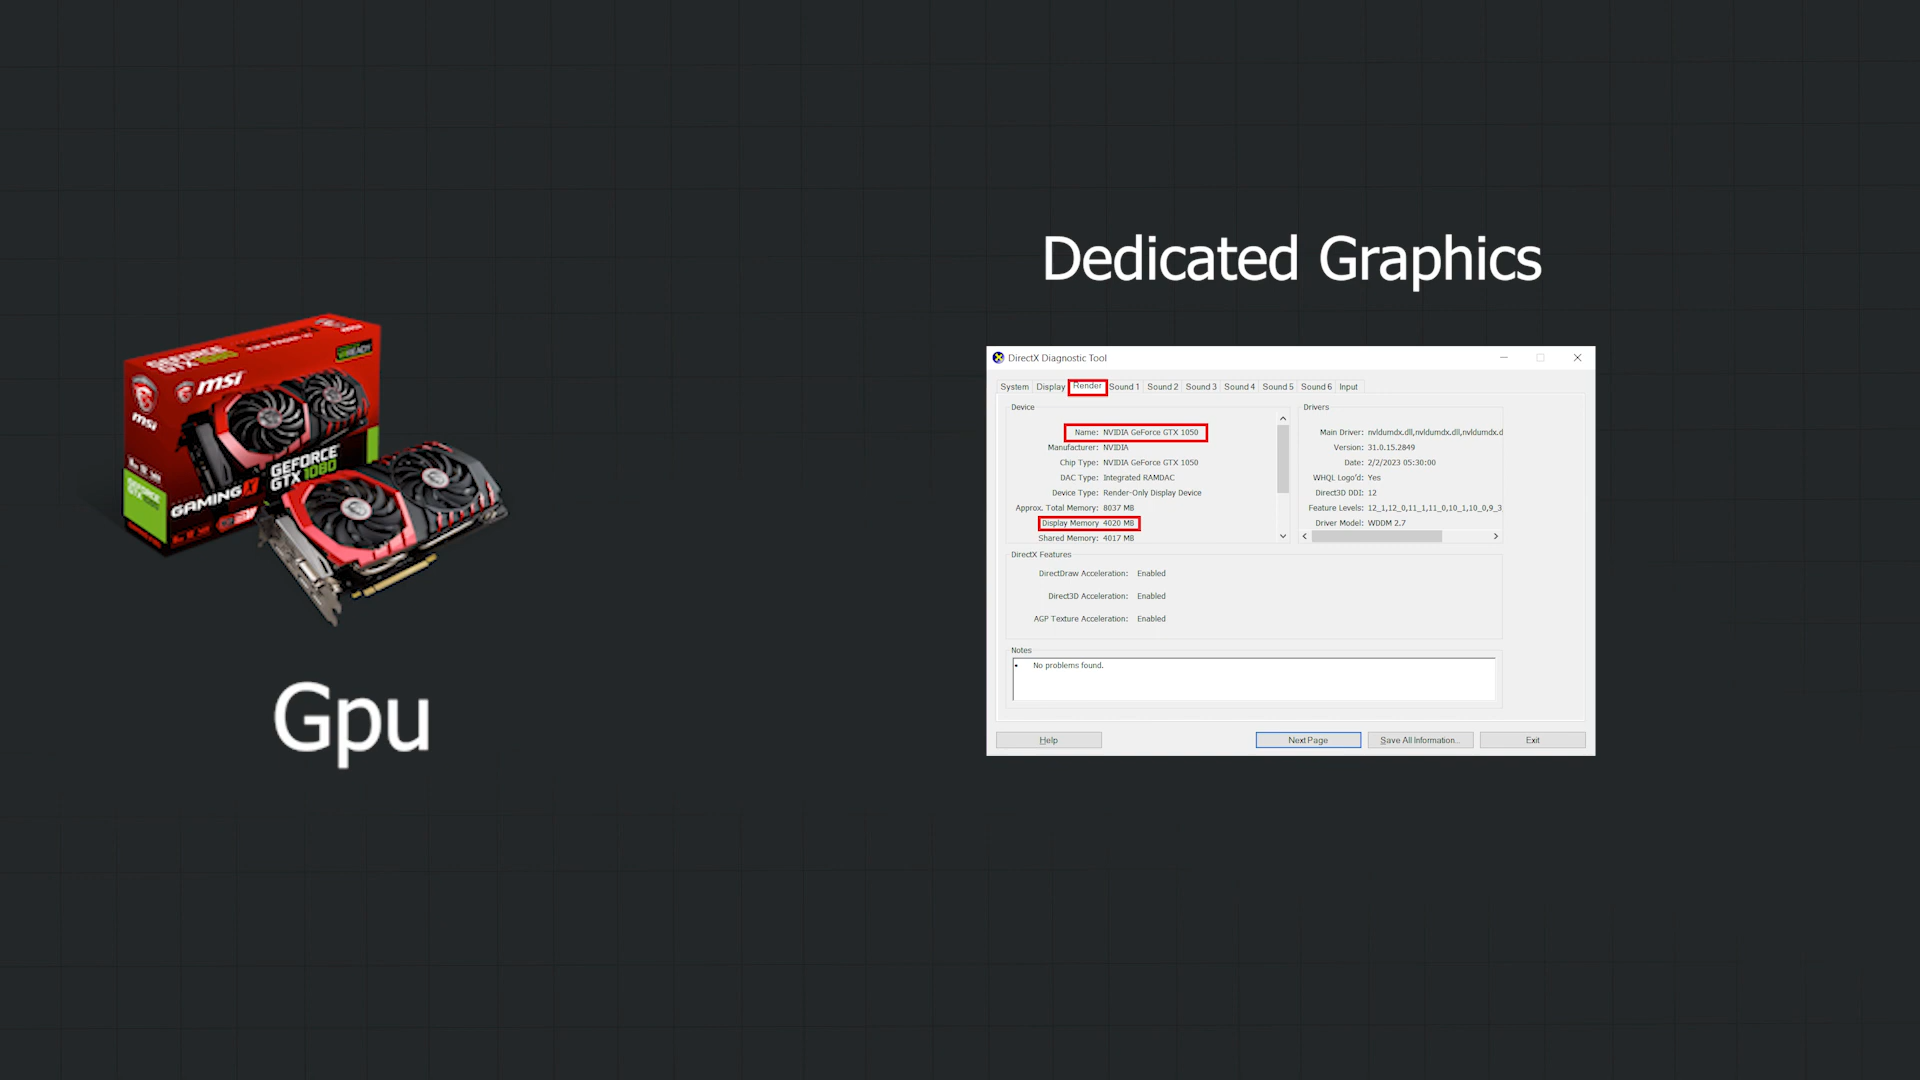 Dedicated Graphics
msi
msi
GEFORCE
GTX 1080
GAMING X
Gpu
DirectX Diagnostic Tool
System Display Render Sound 1 Sound 2 Sound 3 Sound 4 Sound 5 Sound 6 Input
Device
Name: NVIDIA GeForce GTX 1050
Manufacturer: NVIDIA
Chip Type: NVIDIA GeForce GTX 1050
DAC Type: Integrated RAMDAC
Device Type: Render-Only Display Device
Approx. Total Memory: 8037 MB
Display Memory 4020 MB
Shared Memory: 4017 MB
Drivers
Main Driver: nvldumdx.dll,nvldumdx.dll,nvldumdx.d
Version: 31.0.15.2849
Date: 2/2/2023 05:30:00
WHQL Logo'd: Yes
Direct3D DDI: 12
Feature Levels: 12_1,12_0,11_1,11_0,10_1,10_0,9_3
Driver Model: WDDM 2.7
DirectX Features
DirectDraw Acceleration: Enabled
Direct3D Acceleration: Enabled
AGP Texture Acceleration: Enabled
Notes
• No problems found.
Help Next Page Save All Information... Exit